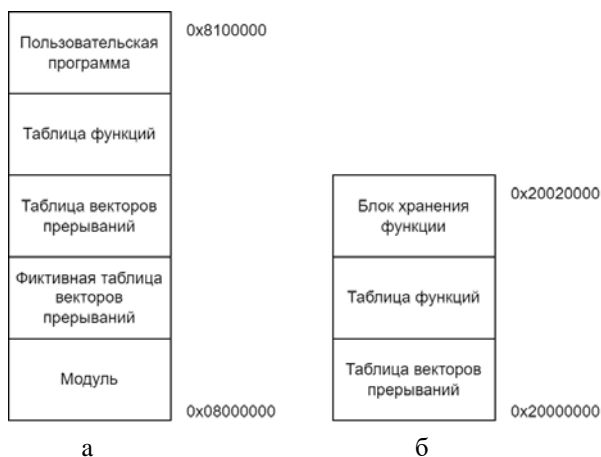 Пользовательская
программа
0x8100000
Таблица функций
Таблица векторов
прерываний
Фиктивная таблица
векторов
прерываний
Модуль
0x08000000
а
Блок хранения
функции
0x20020000
Таблица функций
Таблица векторов
прерываний
0x20000000
б